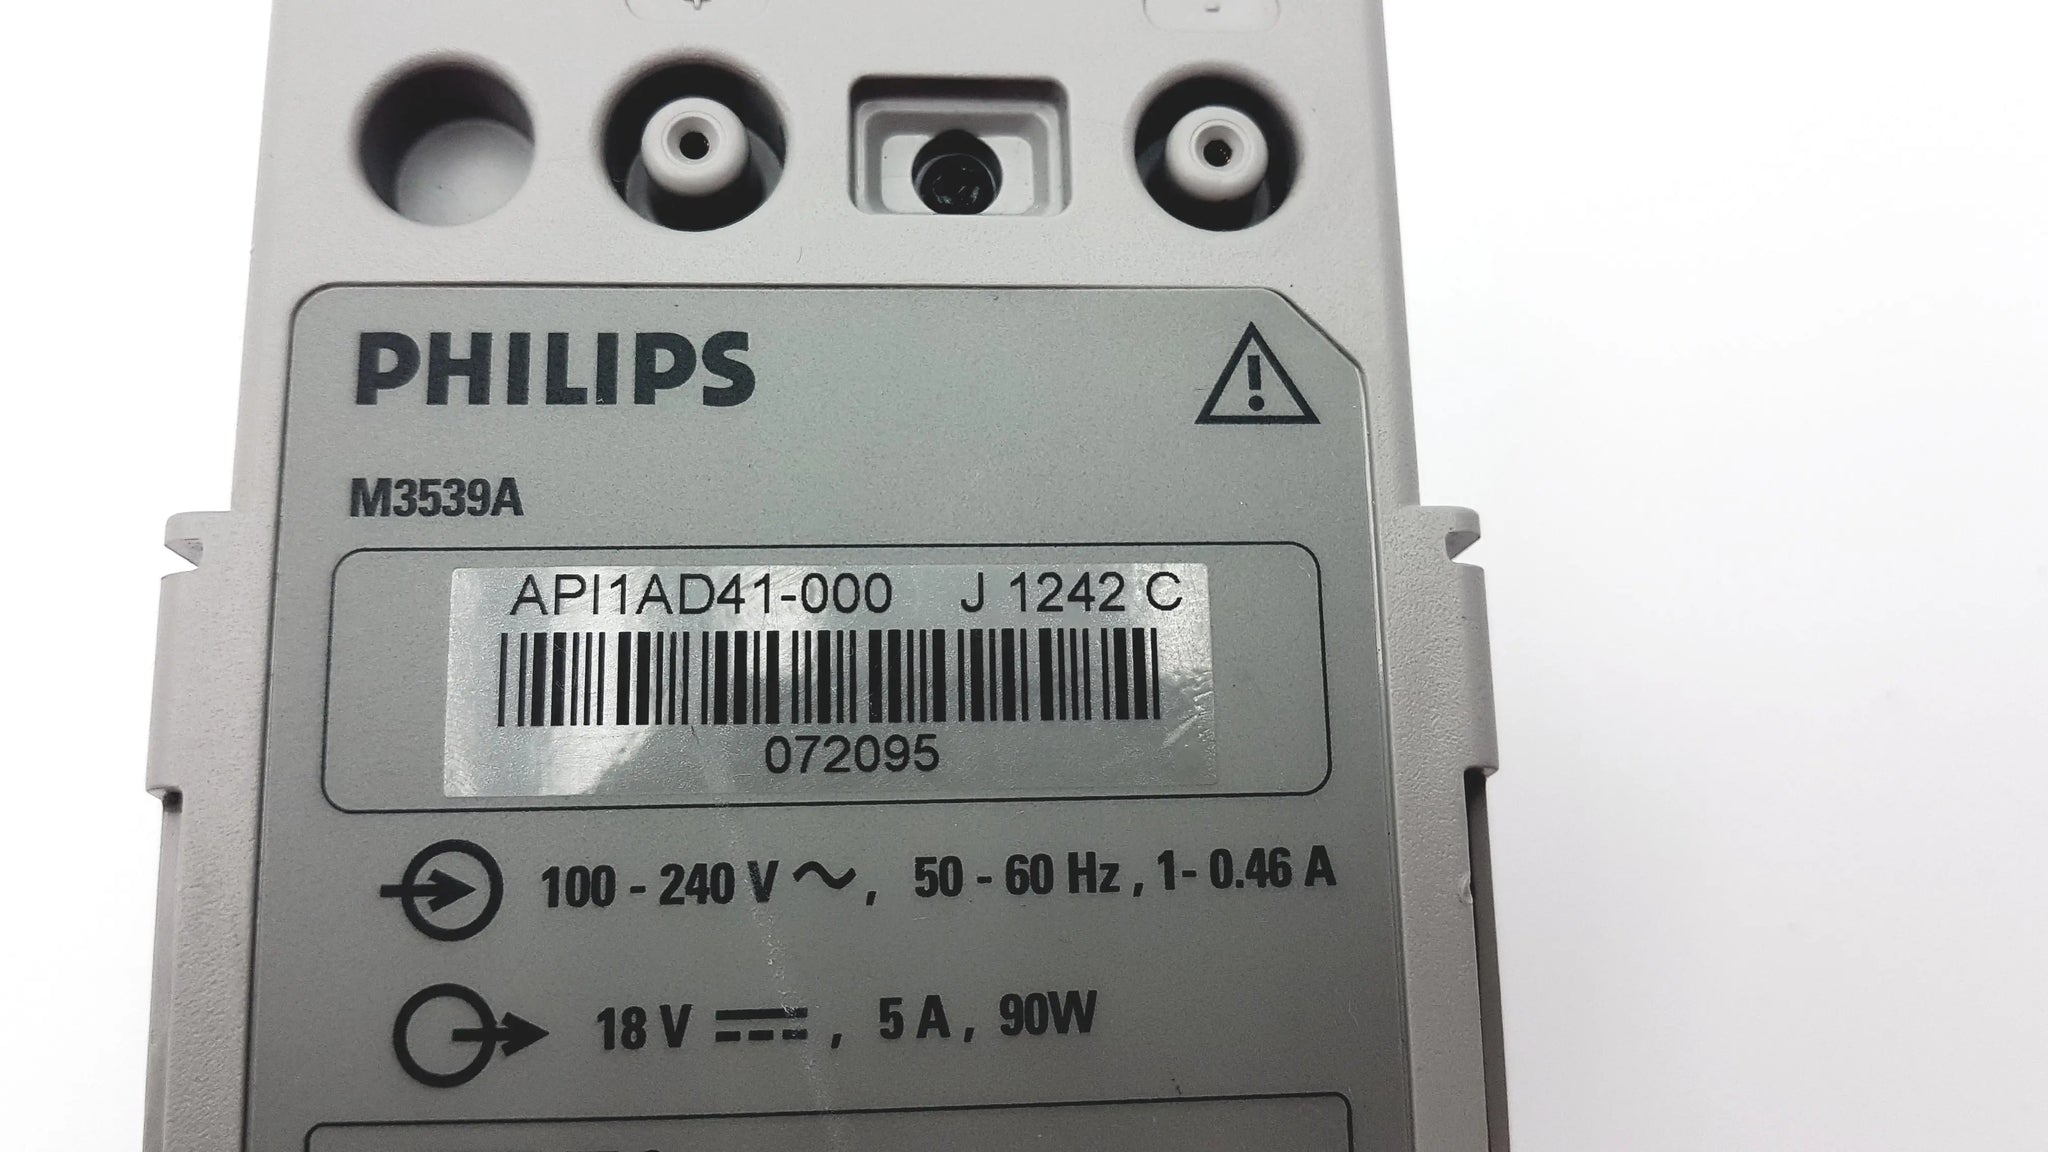 PHILIPS
M3539A
API1AD41-000 J 1242 C
072095
100 - 240 V ~, 50 - 60 Hz, 1- 0.46 A
18 V ⎓, 5 A, 90W